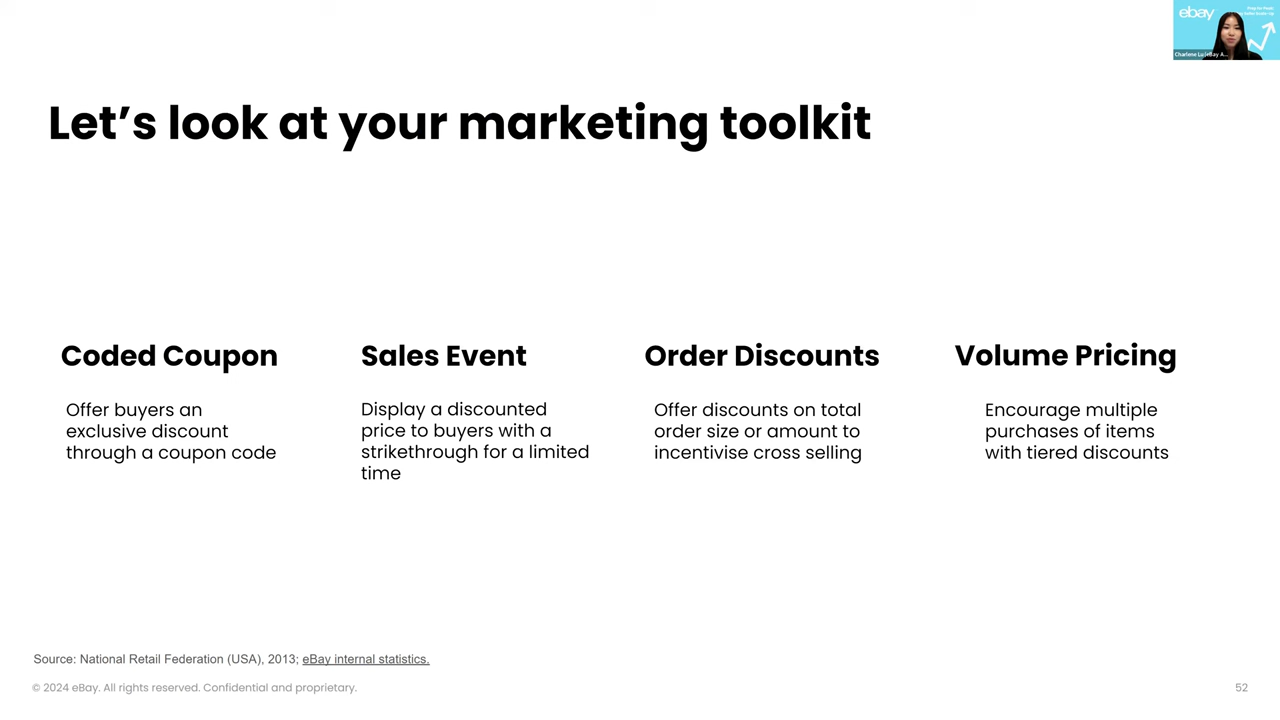 ebay
Charlene Lu|eBay A...
Let's look at your marketing toolkit
Coded Coupon
Offer buyers an
exclusive discount
through a coupon code
Sales Event
Display a discounted
price to buyers with a
strikethrough for a limited
time
Order Discounts
Offer discounts on total
order size or amount to
incentivise cross selling
Volume Pricing
Encourage multiple
purchases of items
with tiered discounts
Source: National Retail Federation (USA), 2013; eBay internal statistics.
© 2024 eBay. All rights reserved. Confidential and proprietary.
52